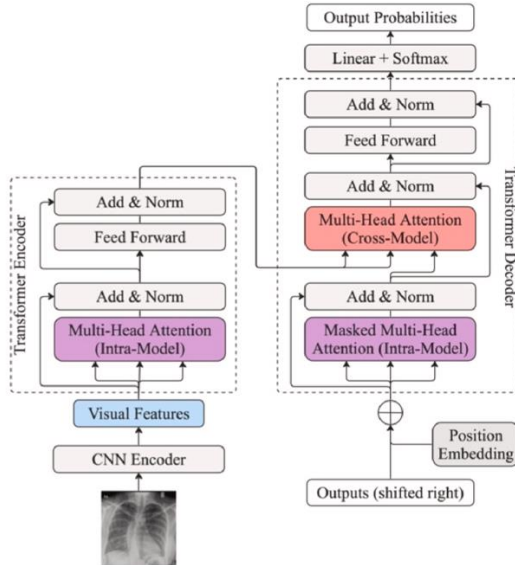 Output Probabilities
Linear + Softmax
Add & Norm
Feed Forward
Add & Norm
Multi-Head Attention
(Cross-Model)
Add & Norm
Masked Multi-Head
Attention (Intra-Model)
Transformer Decoder
Position
Embedding
Outputs (shifted right)
Transformer Encoder
Add & Norm
Feed Forward
Add & Norm
Multi-Head Attention
(Intra-Model)
Visual Features
CNN Encoder